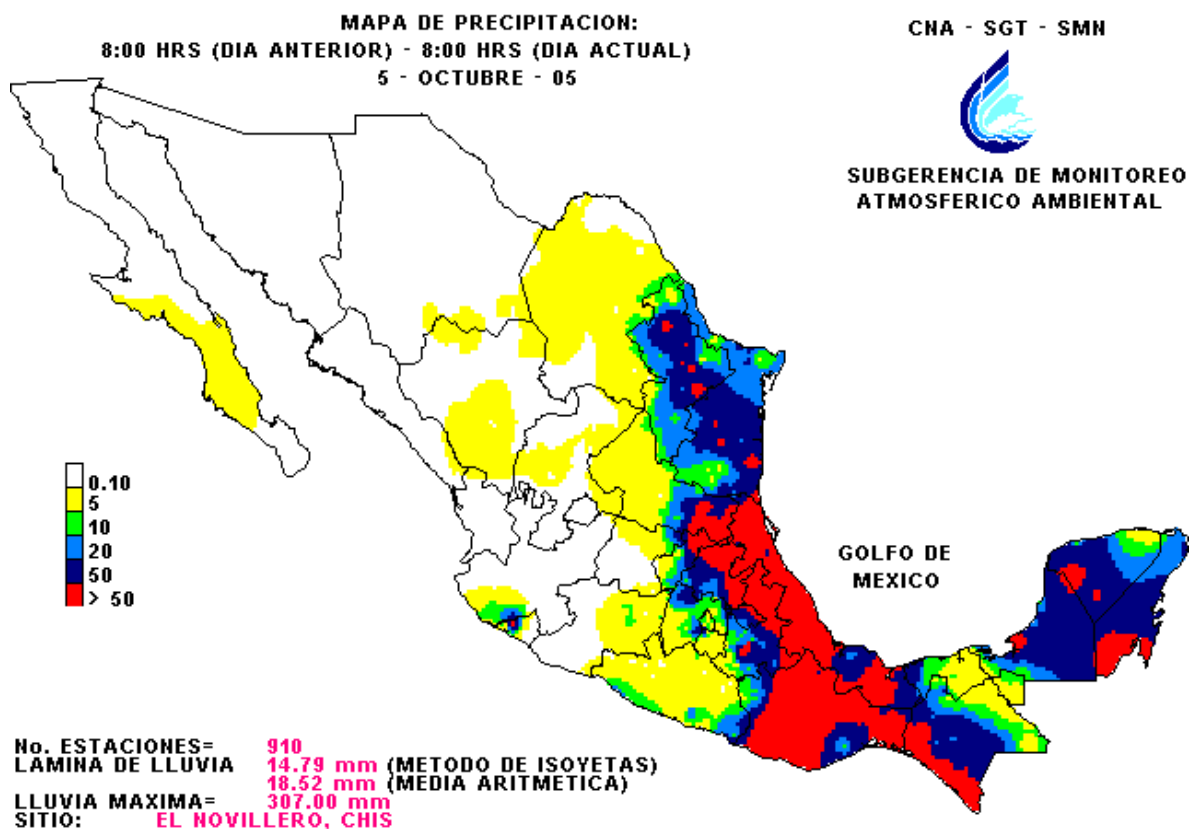 MAPA DE PRECIPITACION:
8:00 HRS (DIA ANTERIOR) - 8:00 HRS (DIA ACTUAL)
5 - OCTUBRE - 05
CNA - SGT - SMN
SUBGERENCIA DE MONITOREO
ATMOSFERICO AMBIENTAL
0.10
5
10
20
50
> 50
GOLFO DE
MEXICO
No. ESTACIONES= 910
LAMINA DE LLUVIA 14.79 mm (METODO DE ISOYETAS)
18.52 mm (MEDIA ARITMETICA)
LLUVIA MAXIMA= 307.00 mm
SITIO: EL NOVILLERO, CHIS